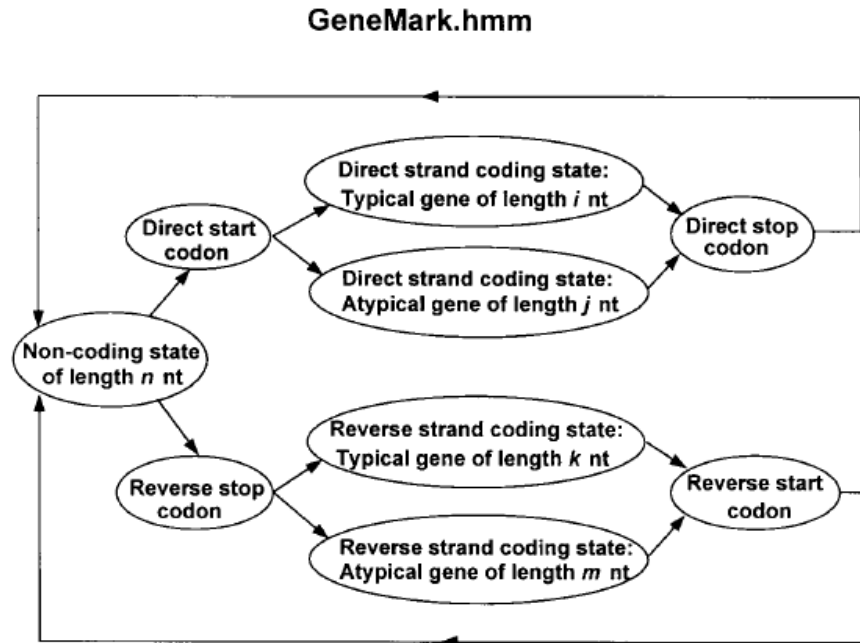 GeneMark.hmm
Direct strand coding state:
Typical gene of length i nt
Direct start
codon
Direct stop
codon
Direct strand coding state:
Atypical gene of length j nt
Non-coding state
of length n nt
Reverse strand coding state:
Typical gene of length k nt
Reverse stop
codon
Reverse start
codon
Reverse strand coding state:
Atypical gene of length m nt